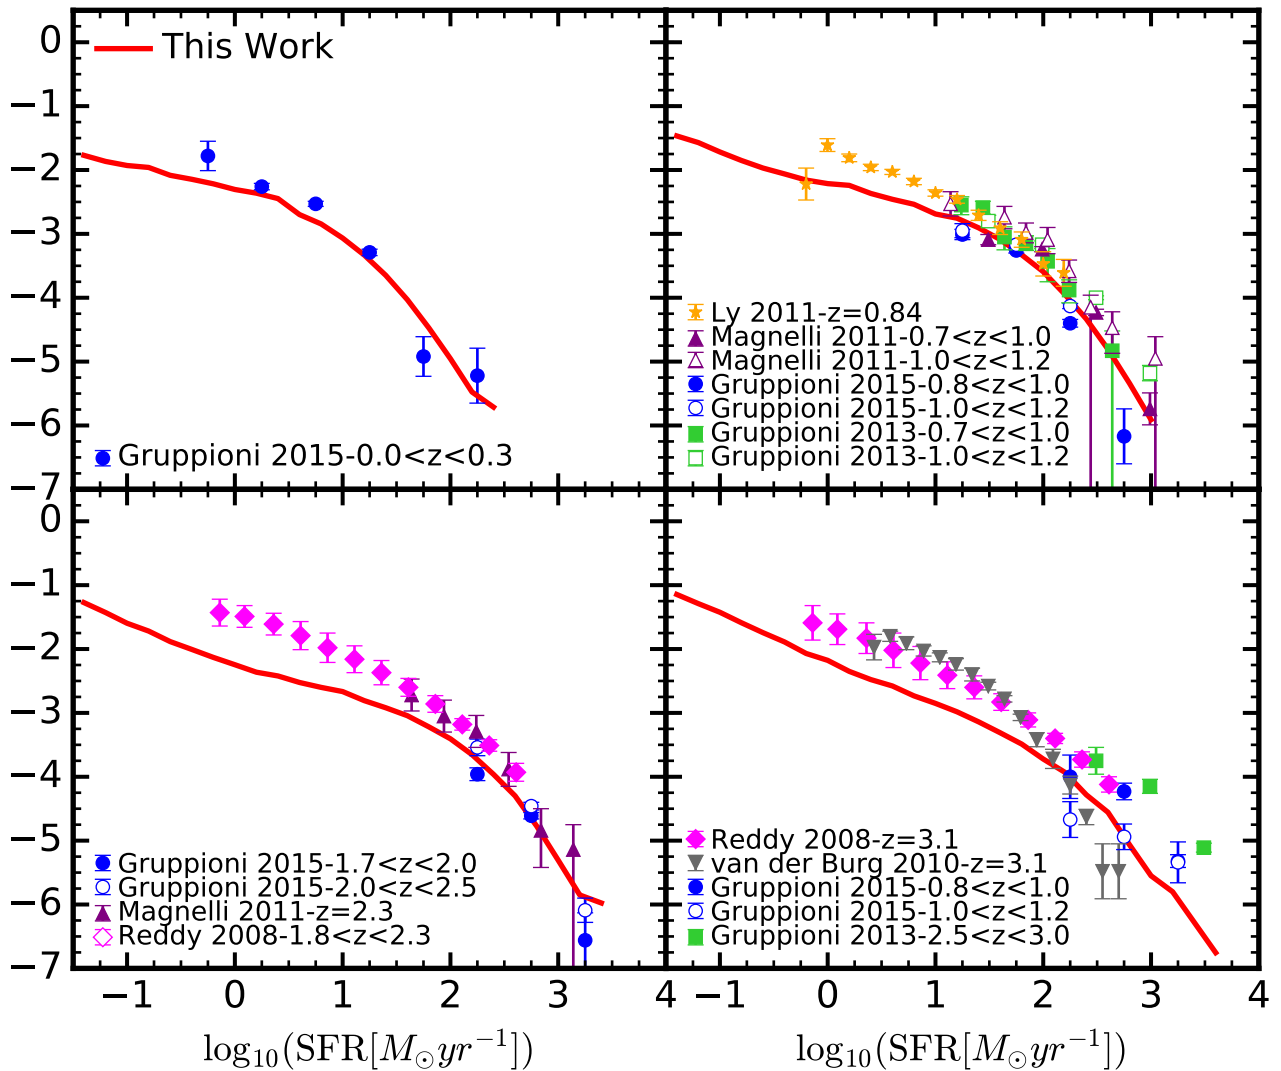 This Work
0
−1
−2
−3
−4
−5
−6
−7
Gruppioni 2015-0.0<z<0.3
Ly 2011-z=0.84
Magnelli 2011-0.7<z<1.0
Magnelli 2011-1.0<z<1.2
Gruppioni 2015-0.8<z<1.0
Gruppioni 2015-1.0<z<1.2
Gruppioni 2013-0.7<z<1.0
Gruppioni 2013-1.0<z<1.2
0
−1
−2
−3
−4
−5
−6
−7
Gruppioni 2015-1.7<z<2.0
Gruppioni 2015-2.0<z<2.5
Magnelli 2011-z=2.3
Reddy 2008-1.8<z<2.3
Reddy 2008-z=3.1
van der Burg 2010-z=3.1
Gruppioni 2015-0.8<z<1.0
Gruppioni 2015-1.0<z<1.2
Gruppioni 2013-2.5<z<3.0
−1 0 1 2 3 4 −1 0 1 2 3 4
log₁₀(SFR[M⊙yr⁻¹]) log₁₀(SFR[M⊙yr⁻¹])